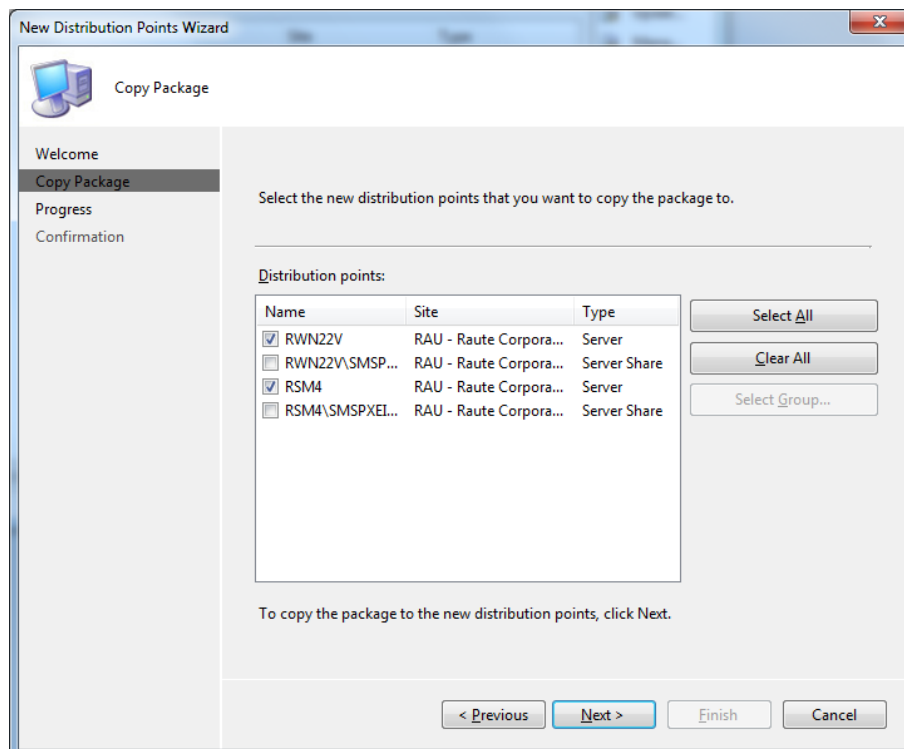 New Distribution Points Wizard
Copy Package
Welcome
Copy Package
Progress
Confirmation
Select the new distribution points that you want to copy the package to.
Distribution points:
Name Site Type
RWN22V RAU - Raute Corpora... Server
RWN22V\SMSP... RAU - Raute Corpora... Server Share
RSM4 RAU - Raute Corpora... Server
RSM4\SMSPXEI... RAU - Raute Corpora... Server Share
Select All
Clear All
Select Group...
To copy the package to the new distribution points, click Next.
< Previous Next > Finish Cancel